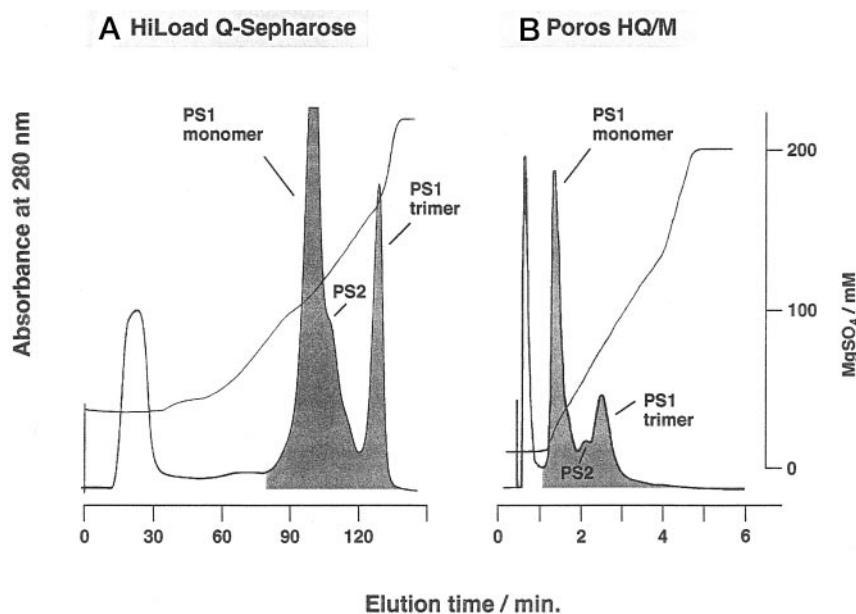 A HiLoad Q-Sepharose
B Poros HQ/M
Absorbance at 280 nm
PS1
monomer
PS2
PS1
trimer
0 30 60 90 120
PS1
monomer
PS2
PS1
trimer
0 2 4 6
200
100
0
MgSO4 / mM
Elution time / min.